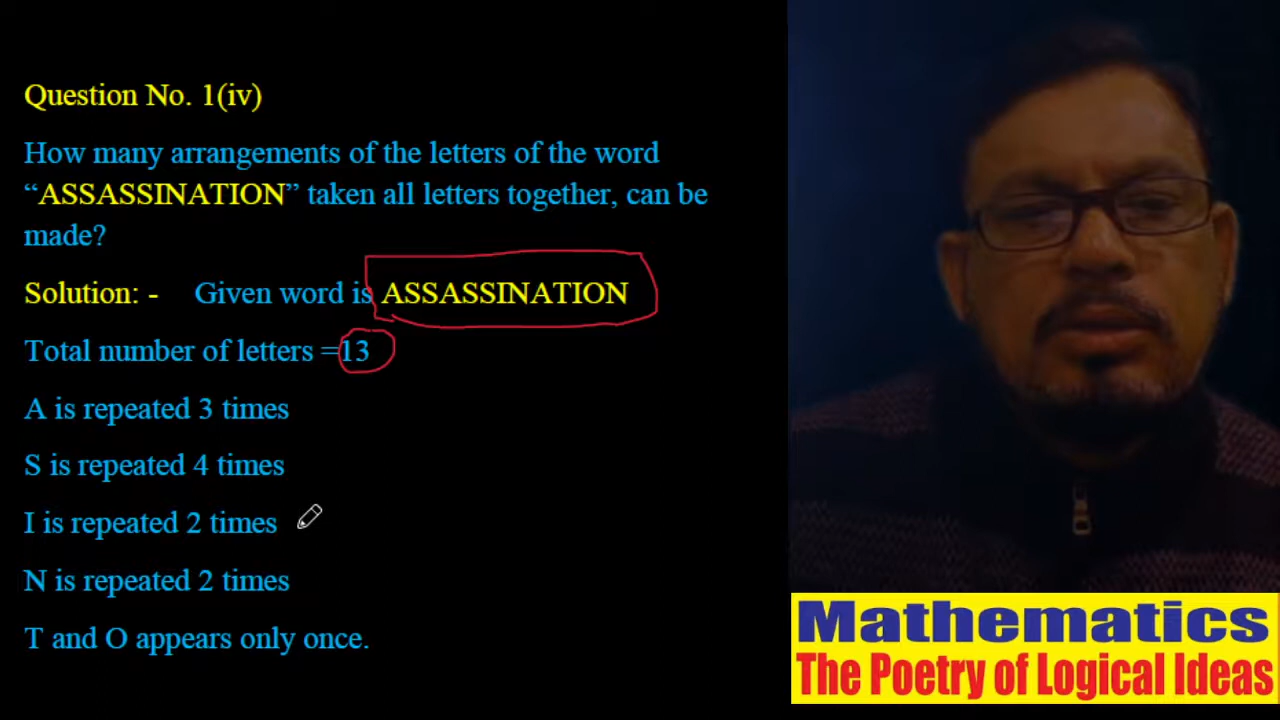 Question No. 1(iv)
How many arrangements of the letters of the word
“ASSASSINATION” taken all letters together, can be
made?
Solution: - Given word is ASSASSINATION
Total number of letters =13
A is repeated 3 times
S is repeated 4 times
I is repeated 2 times
N is repeated 2 times
T and O appears only once.
Mathematics
The Poetry of Logical Ideas